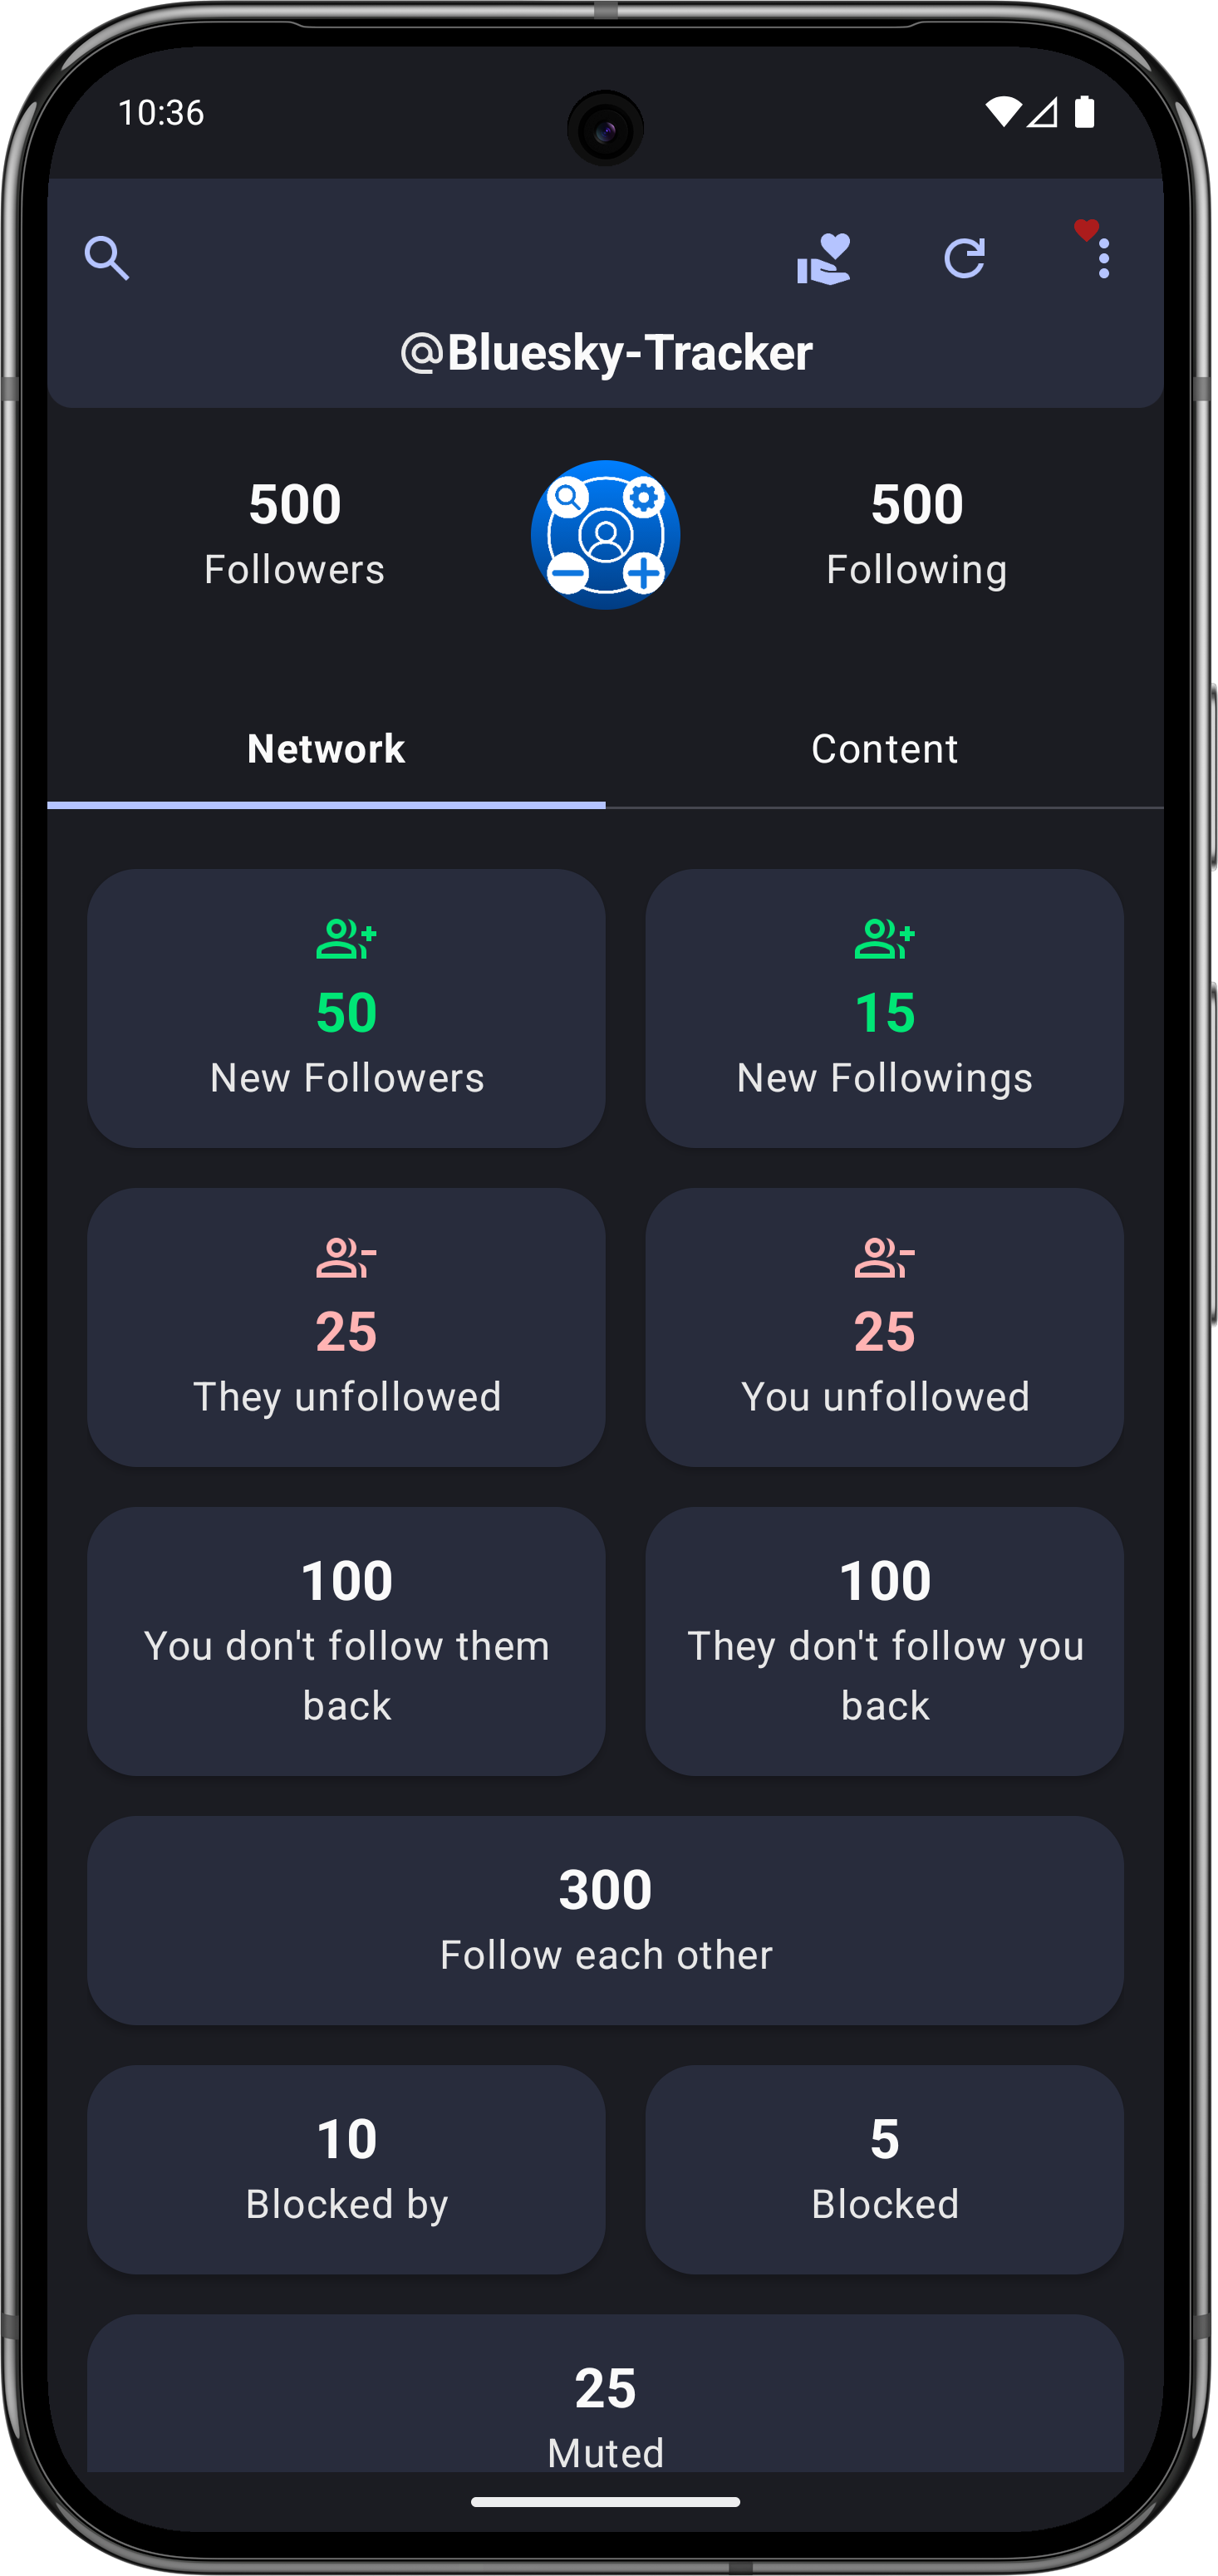 10:36
@Bluesky-Tracker
500
Followers
500
Following
Network
Content
50
New Followers
15
New Followings
25
They unfollowed
25
You unfollowed
100
You don't follow them
back
100
They don't follow you
back
300
Follow each other
10
Blocked by
5
Blocked
25
Muted